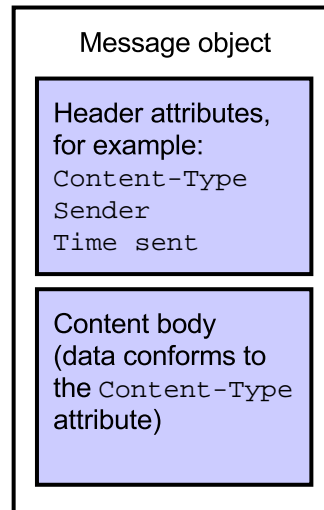 Message object
Header attributes,
for example:
Content-Type
Sender
Time sent
Content body
(data conforms to
the Content-Type
attribute)